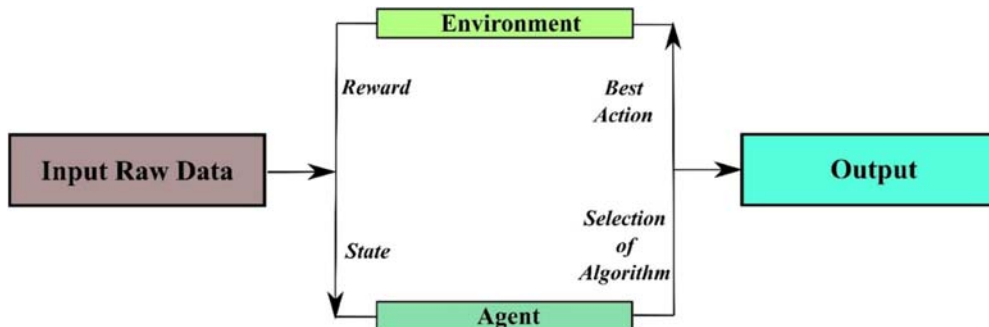 Environment
Reward
Best
Action
Input Raw Data
Output
State
Selection
of
Algorithm
Agent